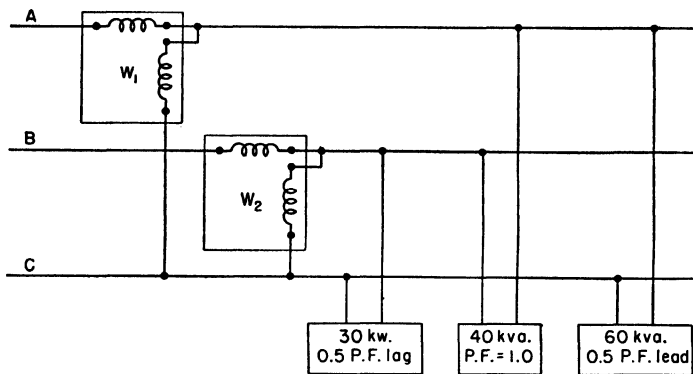 A
W₁
B
W₂
C
30 kw.
0.5 P.F. lag
40 kva.
P.F. = 1.0
60 kva.
0.5 P.F. lead